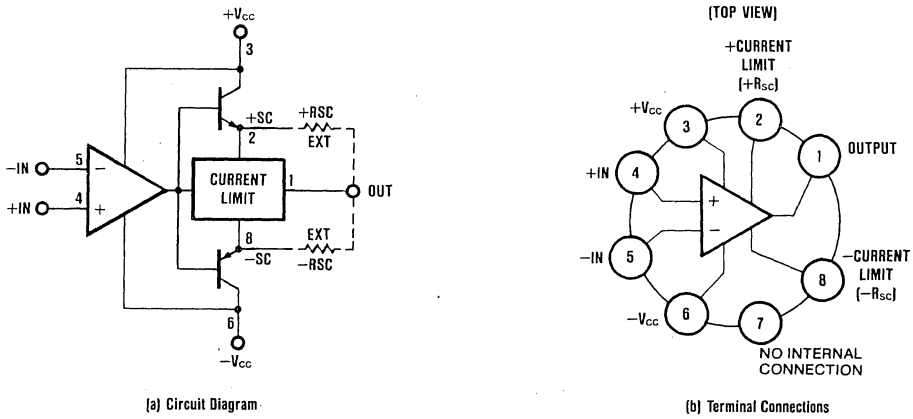 +Vcc
3
+SC
2
+RSC
EXT
−IN
5
−
+IN
4
+
CURRENT
LIMIT
1
OUT
8
−SC
EXT
−RSC
6
−Vcc
(a) Circuit Diagram
(TOP VIEW)
+CURRENT
LIMIT
(+Rsc)
+Vcc
3
2
1
OUTPUT
+IN
4
+
−
−IN
5
−CURRENT
LIMIT
(−Rsc)
8
−Vcc
6
7
NO INTERNAL
CONNECTION
(b) Terminal Connections